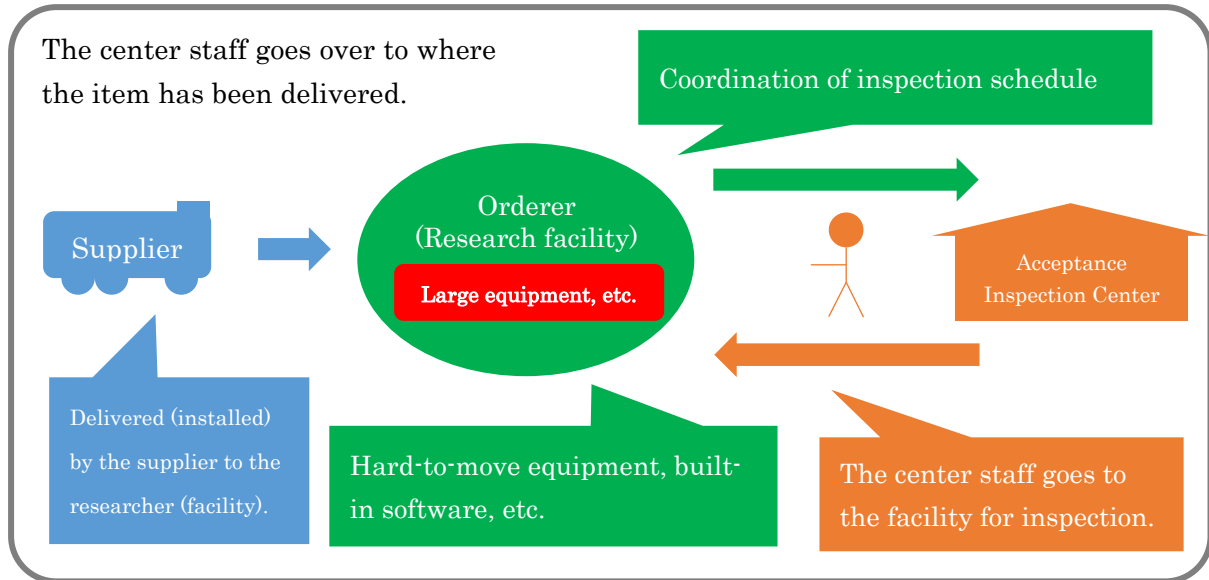 The center staff goes over to where
the item has been delivered.
Coordination of inspection schedule
Supplier
Orderer
(Research facility)
Large equipment, etc.
Acceptance
Inspection Center
Delivered (installed)
by the supplier to the
researcher (facility).
Hard-to-move equipment, built-
in software, etc.
The center staff goes to
the facility for inspection.